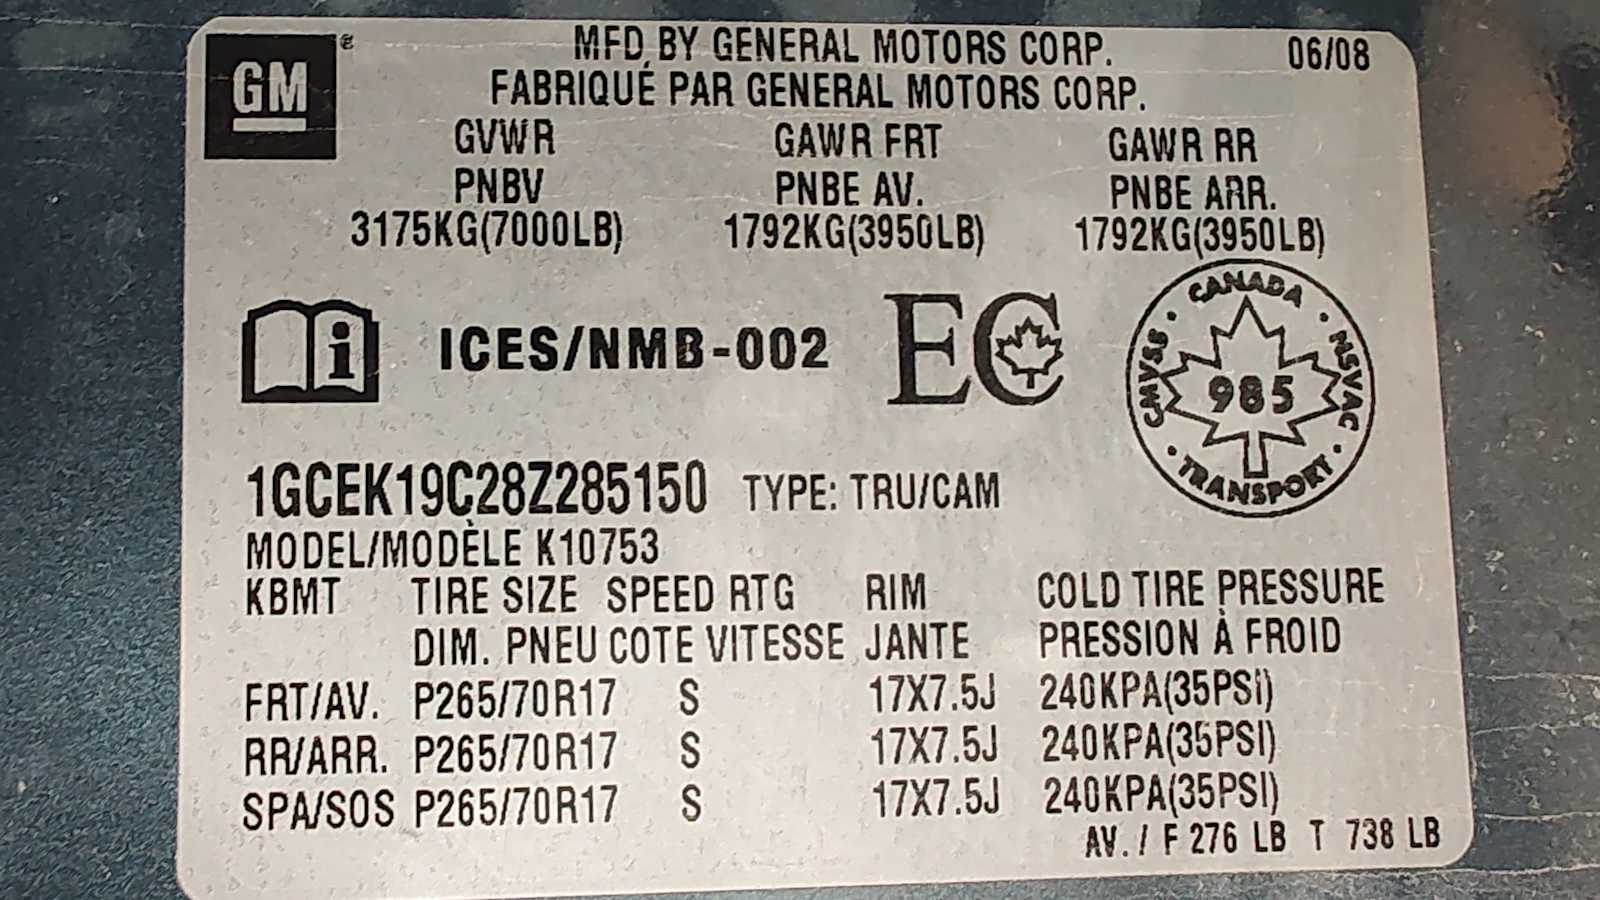 GM®
MFD BY GENERAL MOTORS CORP. 06/08
FABRIQUÉ PAR GENERAL MOTORS CORP.
GVWR GAWR FRT GAWR RR
PNBV PNBE AV. PNBE ARR.
3175KG(7000LB) 1792KG(3950LB) 1792KG(3950LB)
i ICES/NMB-002 EC
CANADA
CMVSS · 985 · NSVAC
· TRANSPORT ·
1GCEK19C28Z285150 TYPE: TRU/CAM
MODEL/MODÈLE K10753
KBMT TIRE SIZE SPEED RTG RIM COLD TIRE PRESSURE
DIM. PNEU COTE VITESSE JANTE PRESSION À FROID
FRT/AV. P265/70R17 S 17X7.5J 240KPA(35PSI)
RR/ARR. P265/70R17 S 17X7.5J 240KPA(35PSI)
SPA/SOS P265/70R17 S 17X7.5J 240KPA(35PSI)
AV. / F 276 LB T 738 LB